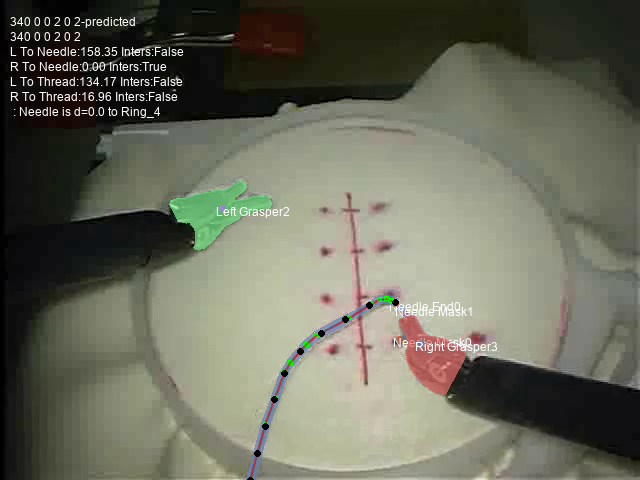 340 0 0 2 0 2-predicted
340 0 0 2 0 2
L To Needle:158.35 Inters:False
R To Needle:0.00 Inters:True
L To Thread:134.17 Inters:False
R To Thread:16.96 Inters:False
: Needle is d=0.0 to Ring_4
Left Grasper2
Needle End0
Needle Mask1
Needle Mask0
Right Grasper3